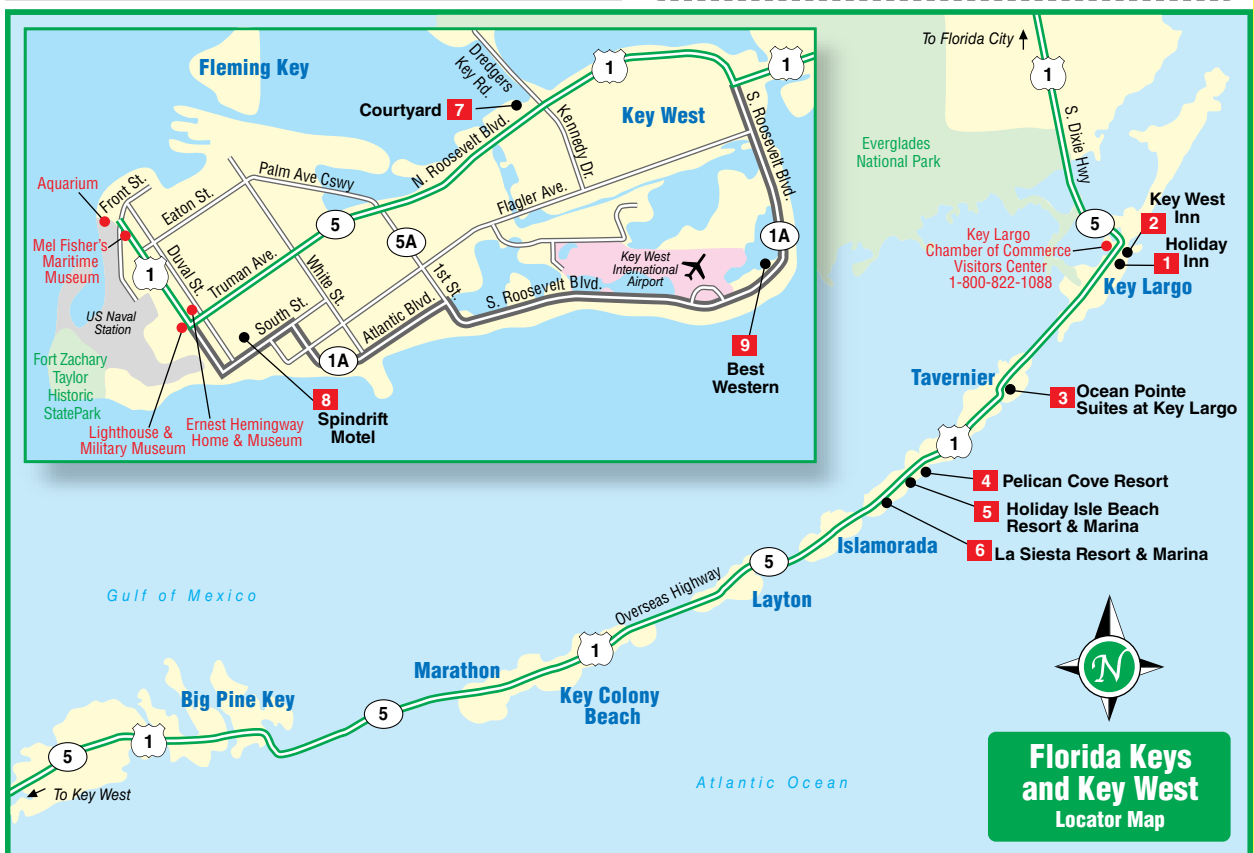 Fleming Key
Dredgers
Key Rd.
1
1
Courtyard 7
Key West
N. Roosevelt Blvd.
Kennedy Dr.
S. Roosevelt Blvd.
Palm Ave Cswy
Flagler Ave.
Aquarium
Front St.
Eaton St.
5
5A
1A
Mel Fisher's
Maritime
Museum
1
Duval St.
Truman Ave.
White St.
1st St.
Key West
International
Airport
S. Roosevelt Blvd.
US Naval
Station
South St.
Atlantic Blvd.
1A
9
Best
Western
Fort Zachary
Taylor
Historic
StatePark
8
Spindrift
Motel
Lighthouse &
Military Museum
Ernest Hemingway
Home & Museum
To Florida City
1
S. Dixie Hwy
Everglades
National Park
5
Key West
Inn
2
Holiday
Inn
1
Key Largo
Chamber of Commerce
Visitors Center
1-800-822-1088
Key Largo
Tavernier
3 Ocean Pointe
Suites at Key Largo
1
4 Pelican Cove Resort
5 Holiday Isle Beach
Resort & Marina
Islamorada
6 La Siesta Resort & Marina
5
Layton
Overseas Highway
Gulf of Mexico
1
Marathon
Key Colony
Beach
Big Pine Key
5
1
5
To Key West
Atlantic Ocean
N
Florida Keys
and Key West
Locator Map